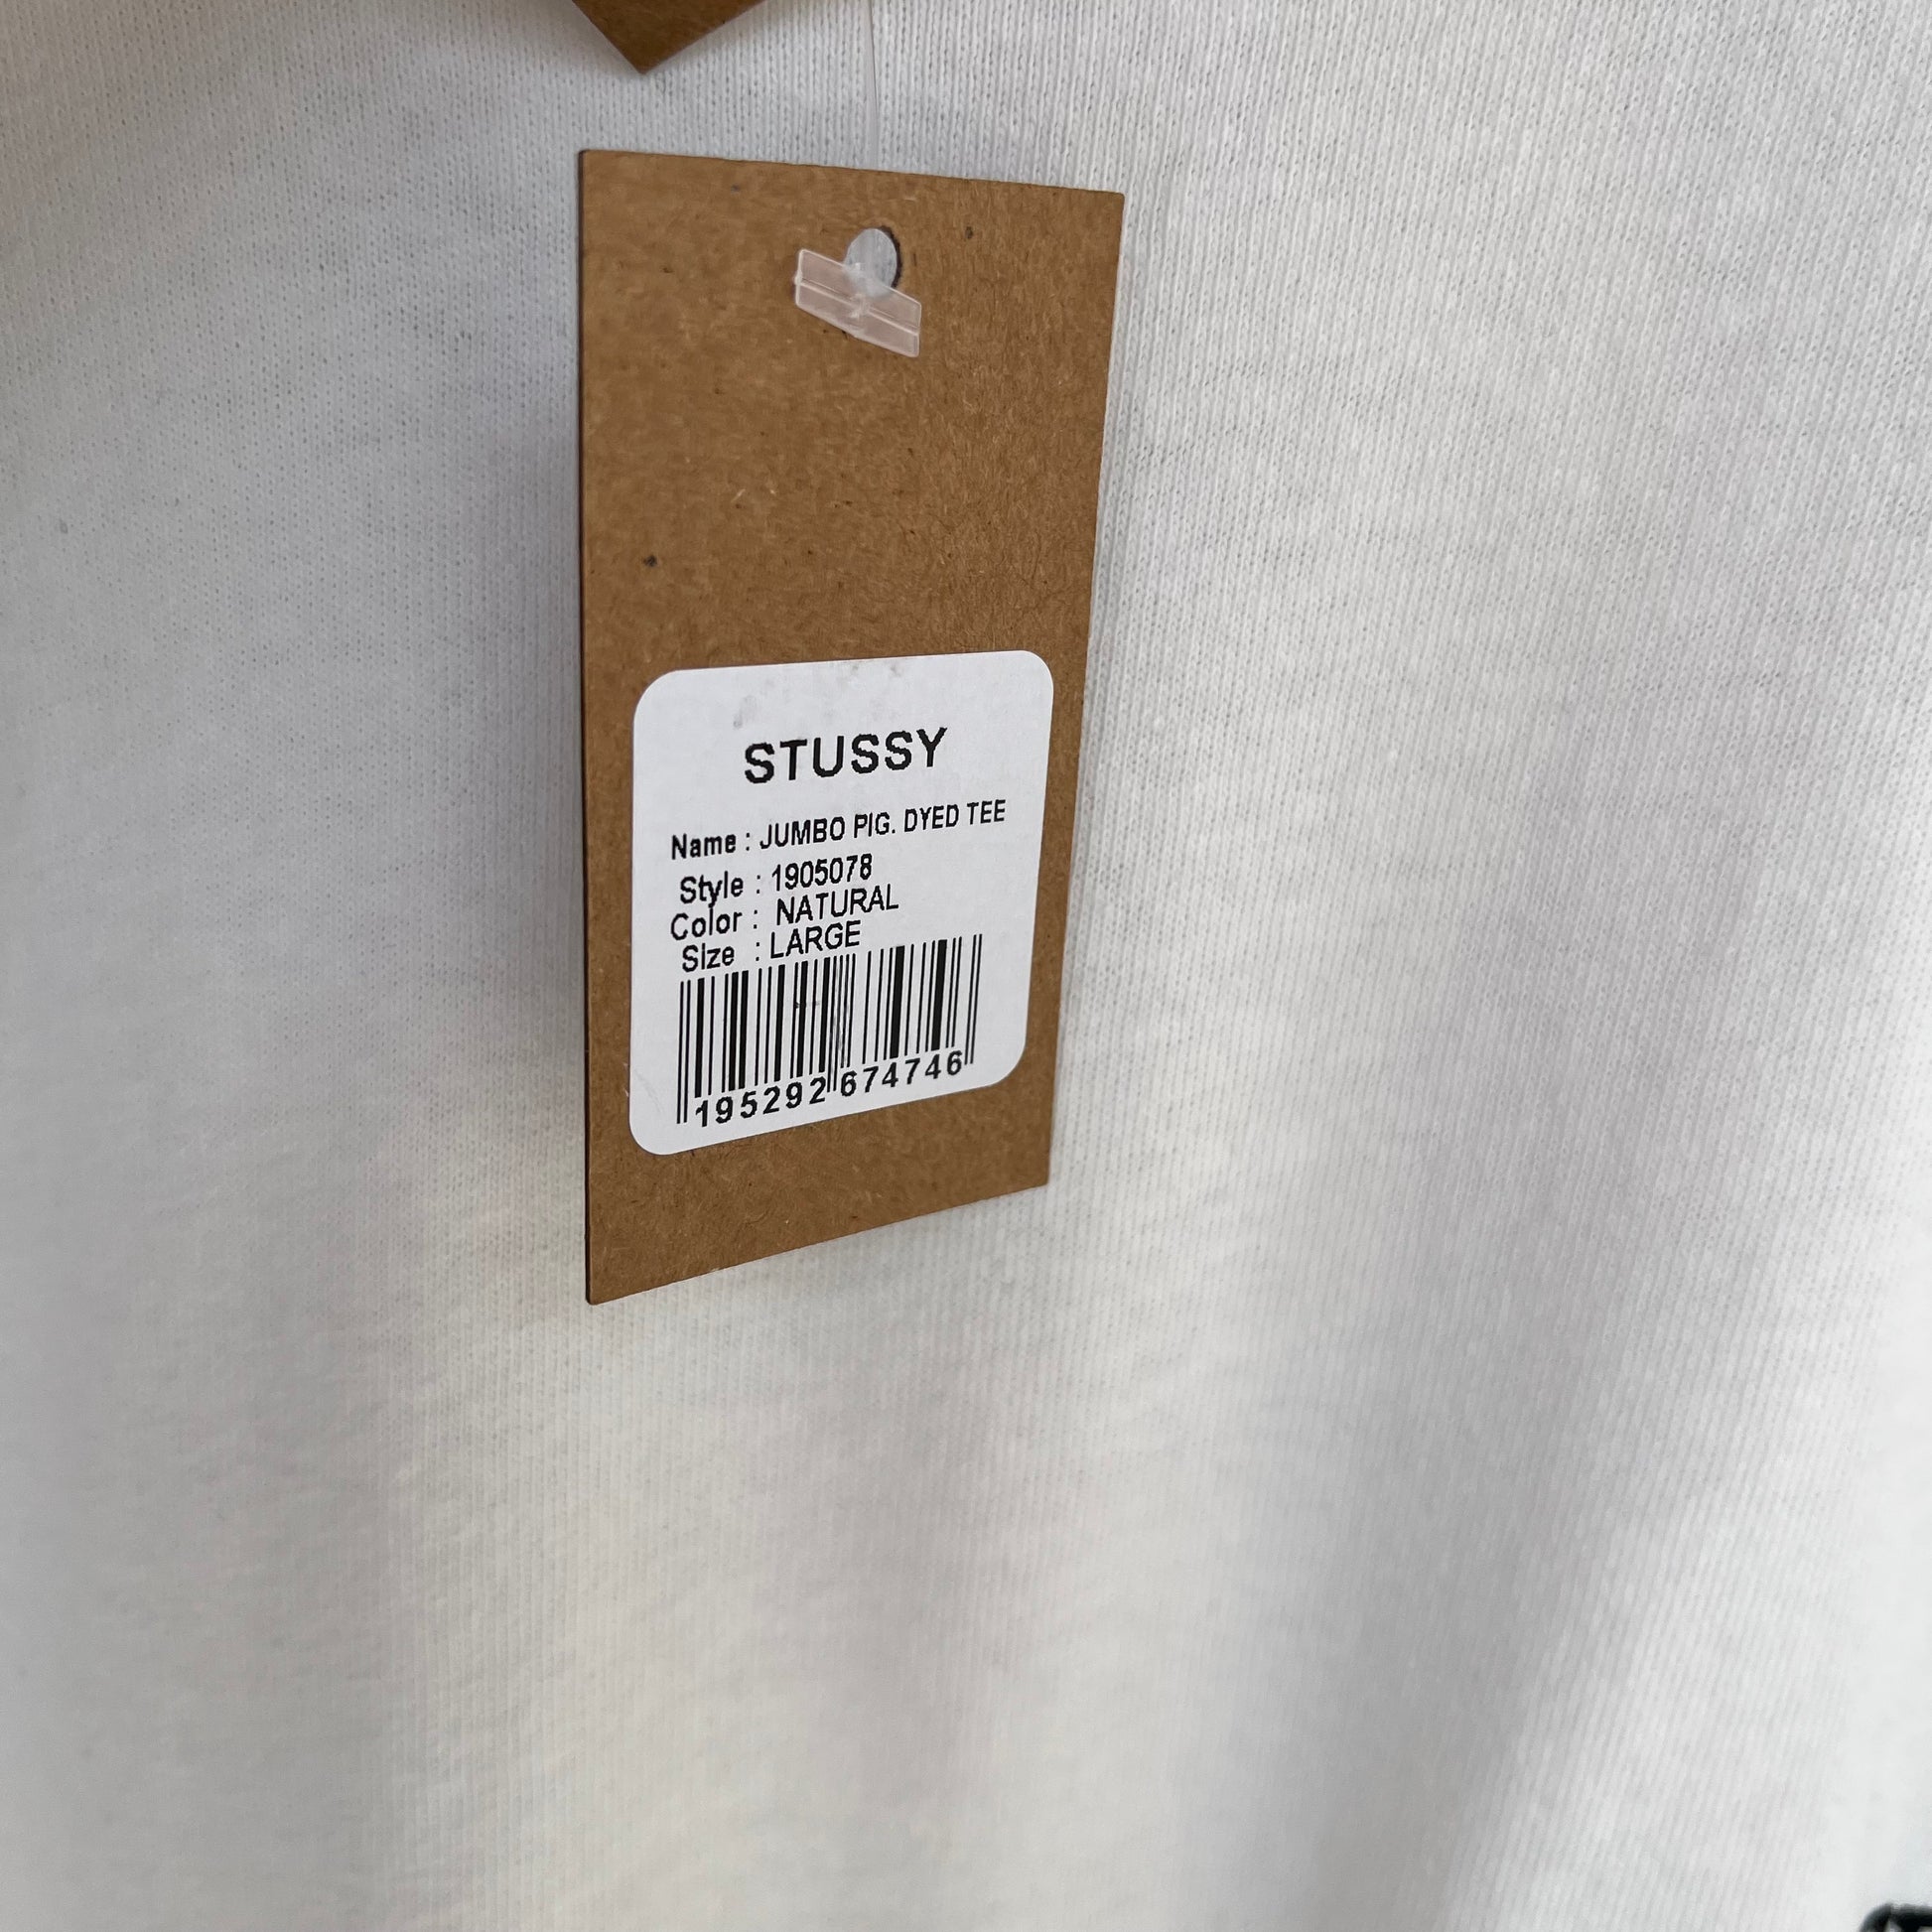 STUSSY
Name : JUMBO PIG. DYED TEE
Style : 1905078
Color : NATURAL
Size : LARGE
195292 674746